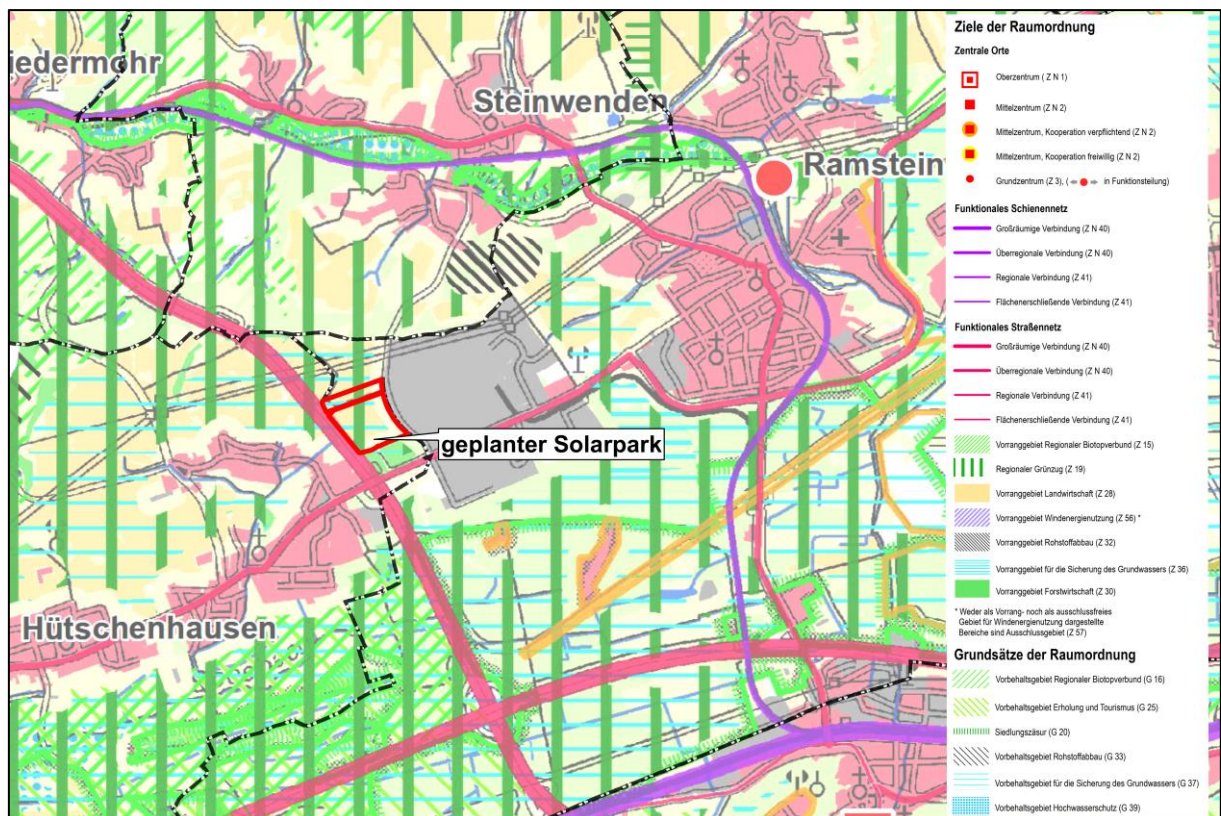 iedermohr
Steinwenden
Ramstein
geplanter Solarpark
Hütschenhausen
Ziele der Raumordnung
Zentrale Orte
Oberzentrum ( Z N 1)
Mittelzentrum (Z N 2)
Mittelzentrum, Kooperation verpflichtend (Z N 2)
Mittelzentrum, Kooperation freiwillig (Z N 2)
Grundzentrum (Z 3), ( in Funktionsteilung)
Funktionales Schienennetz
Großräumige Verbindung (Z N 40)
Überregionale Verbindung (Z N 40)
Regionale Verbindung (Z 41)
Flächenerschließende Verbindung (Z 41)
Funktionales Straßennetz
Großräumige Verbindung (Z N 40)
Überregionale Verbindung (Z N 40)
Regionale Verbindung (Z 41)
Flächenerschließende Verbindung (Z 41)
Vorranggebiet Regionaler Biotopverbund (Z 15)
Regionaler Grünzug (Z 19)
Vorranggebiet Landwirtschaft (Z 28)
Vorranggebiet Windenergienutzung (Z 56) *
Vorranggebiet Rohstoffabbau (Z 32)
Vorranggebiet für die Sicherung des Grundwassers (Z 36)
Vorranggebiet Forstwirtschaft (Z 30)
* Weder als Vorrang- noch als ausschlussfreies
Gebiet für Windenergienutzung dargestellte
Bereiche sind Ausschlussgebiet (Z 57)
Grundsätze der Raumordnung
Vorbehaltsgebiet Regionaler Biotopverbund (G 16)
Vorbehaltsgebiet Erholung und Tourismus (G 25)
Siedlungszäsur (G 20)
Vorbehaltsgebiet Rohstoffabbau (G 33)
Vorbehaltsgebiet für die Sicherung des Grundwassers (G 37)
Vorbehaltsgebiet Hochwasserschutz (G 39)